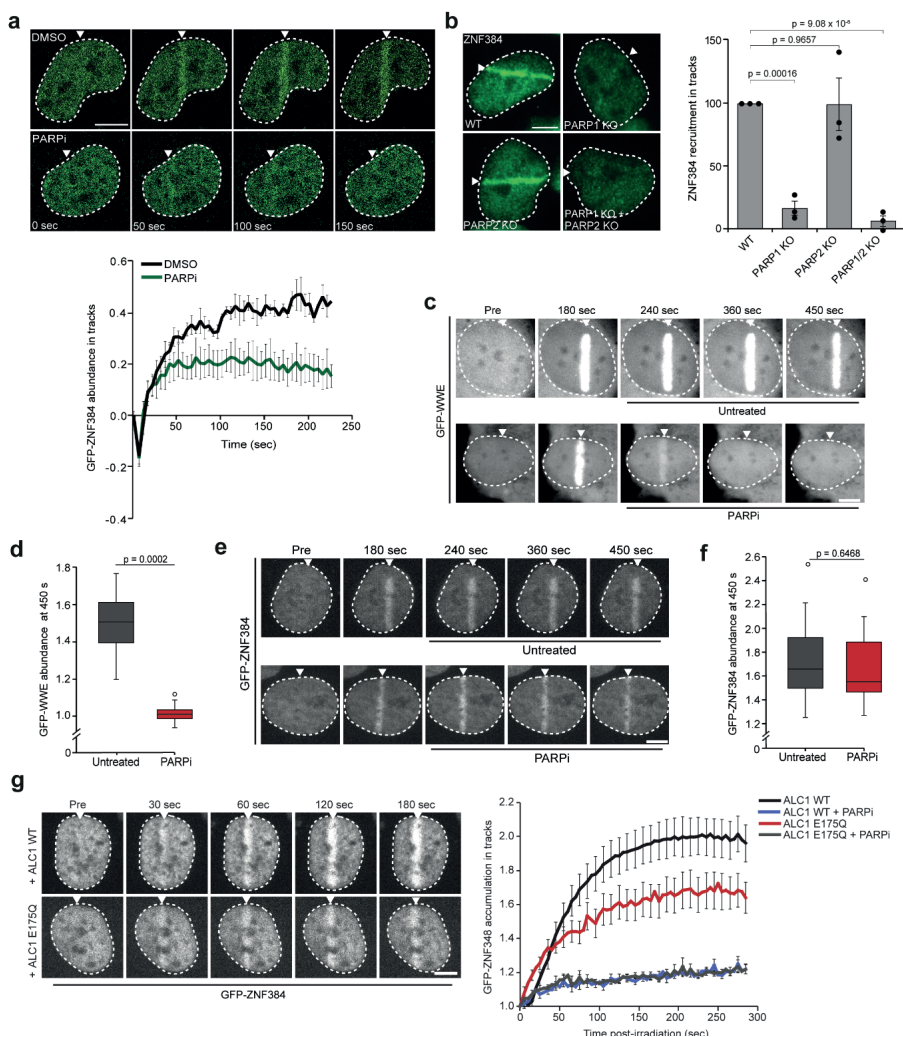 a
DMSO
PARPi
0 sec 50 sec 100 sec 150 sec
DMSO
PARPi
GFP-ZNF384 abundance in tracks
0.6
0.4
0.2
0.0
-0.2
-0.4
50 100 150 200 250
Time (sec)
b
ZNF384
WT
PARP1 KO
PARP2 KO
PARP1 KO +
PARP2 KO
p = 9.08 x 10⁻⁶
p = 0.9657
p = 0.00016
ZNF384 recruitment in tracks
150
100
50
0
WT PARP1 KO PARP2 KO PARP1/2 KO
c
Pre 180 sec 240 sec 360 sec 450 sec
GFP-WWE
Untreated
PARPi
d
p = 0.0002
GFP-WWE abundance at 450 s
1.8
1.6
1.4
1.2
1.0
0
Untreated PARPi
e
Pre 180 sec 240 sec 360 sec 450 sec
GFP-ZNF384
Untreated
PARPi
f
p = 0.6468
GFP-ZNF384 abundance at 450 s
2.6
2.4
2.2
2.0
1.8
1.6
1.4
1.2
0
Untreated PARPi
g
Pre 30 sec 60 sec 120 sec 180 sec
+ ALC1 WT
+ ALC1 E175Q
GFP-ZNF384
ALC1 WT
ALC1 WT + PARPi
ALC1 E175Q
ALC1 E175Q + PARPi
GFP-ZNF348 accumulation in tracks
2.2
2.0
1.8
1.6
1.4
1.2
1.0
0 50 100 150 200 250 300
Time post-irradiation (sec)